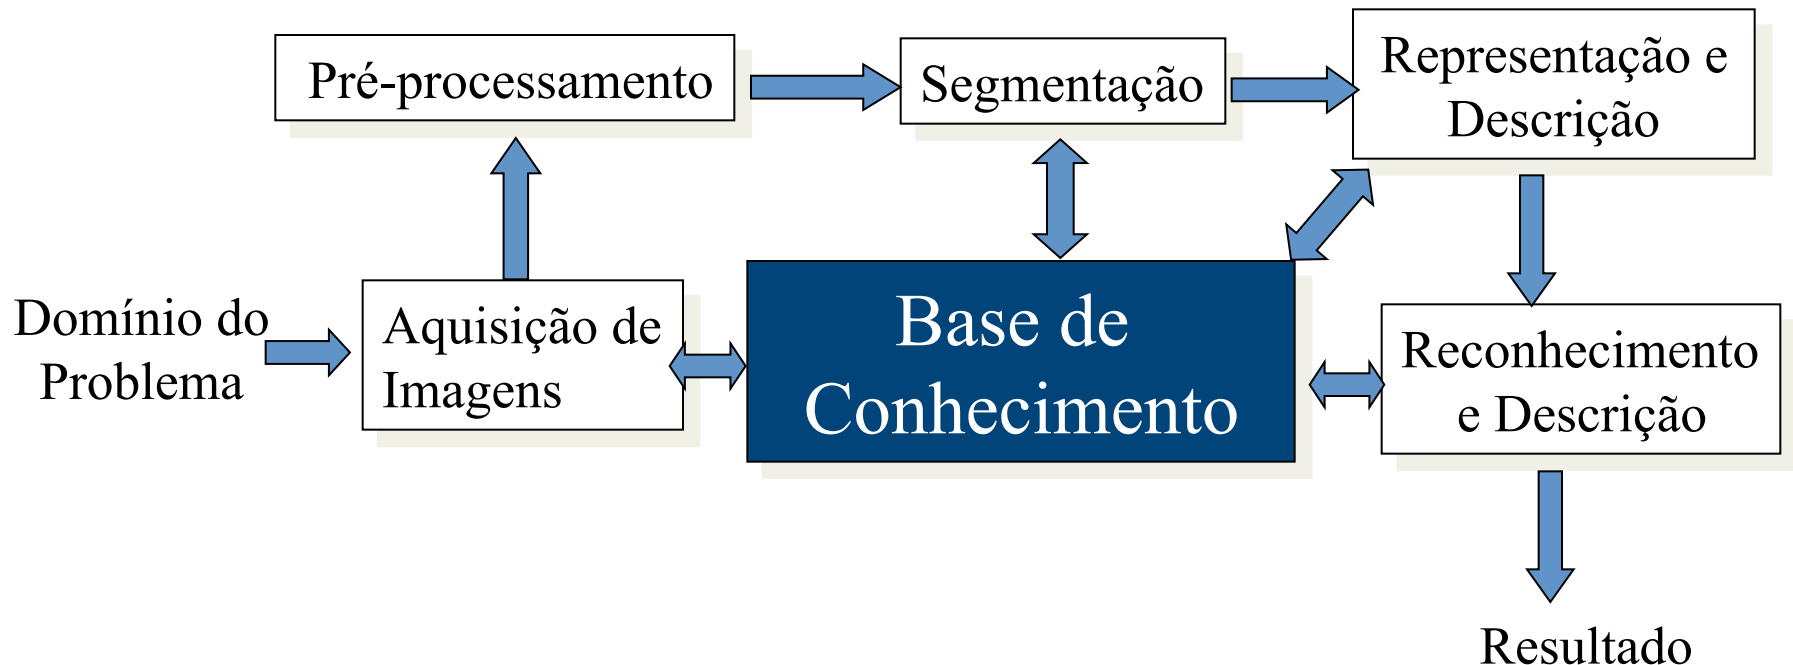 Pré-processamento
Segmentação
Representação e
Descrição
Domínio do
Problema
Aquisição de
Imagens
Base de
Conhecimento
Reconhecimento
e Descrição
Resultado